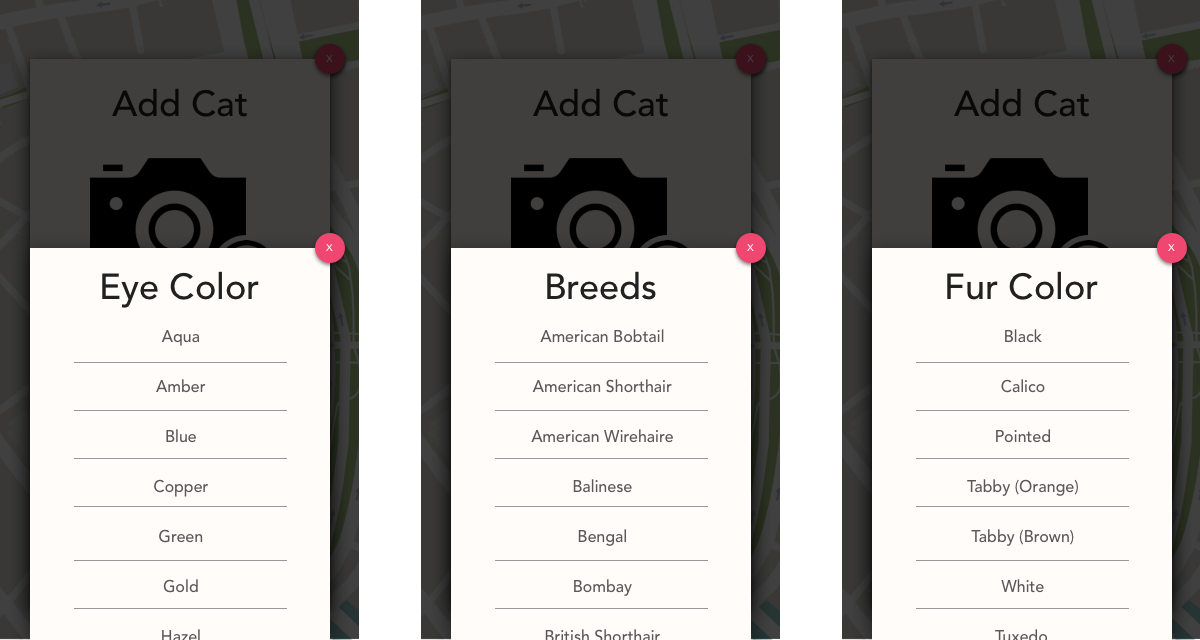 x
Add Cat
x
Eye Color
Aqua
Amber
Blue
Copper
Green
Gold
Hazel
x
Add Cat
x
Breeds
American Bobtail
American Shorthair
American Wirehaire
Balinese
Bengal
Bombay
British Shorthair
x
Add Cat
x
Fur Color
Black
Calico
Pointed
Tabby (Orange)
Tabby (Brown)
White
Tuxedo